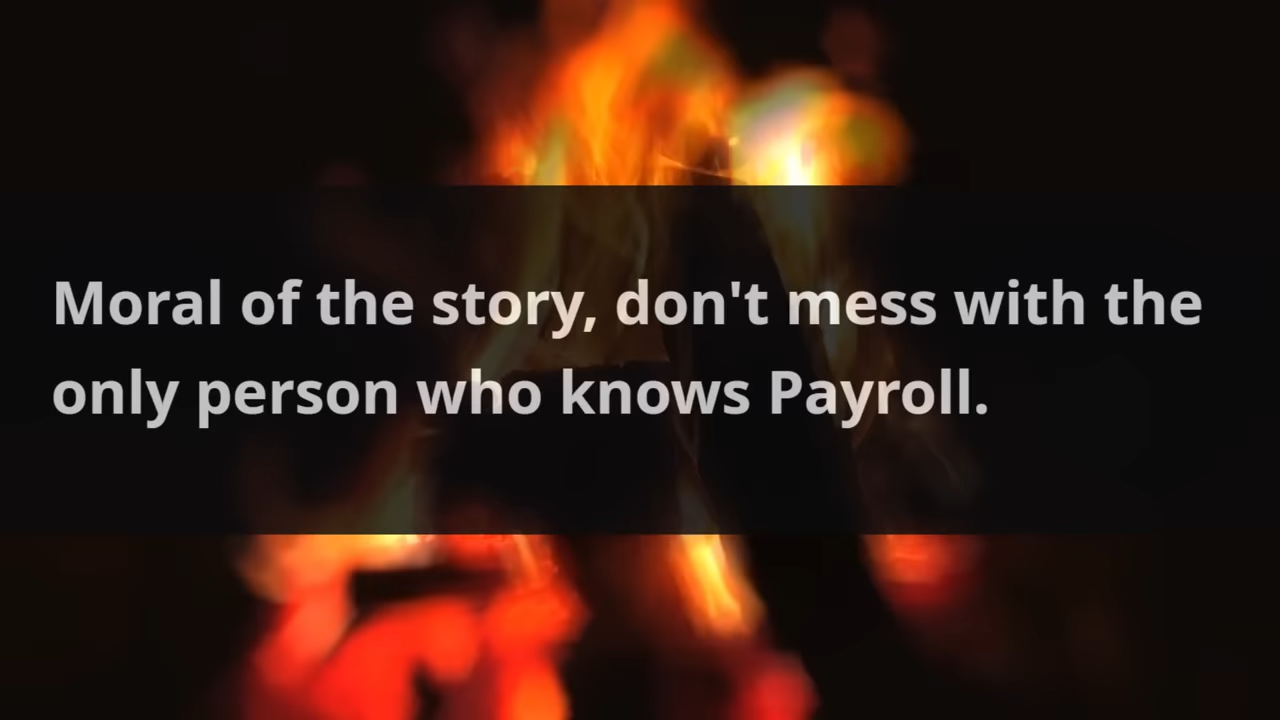 Moral of the story, don't mess with the
only person who knows Payroll.